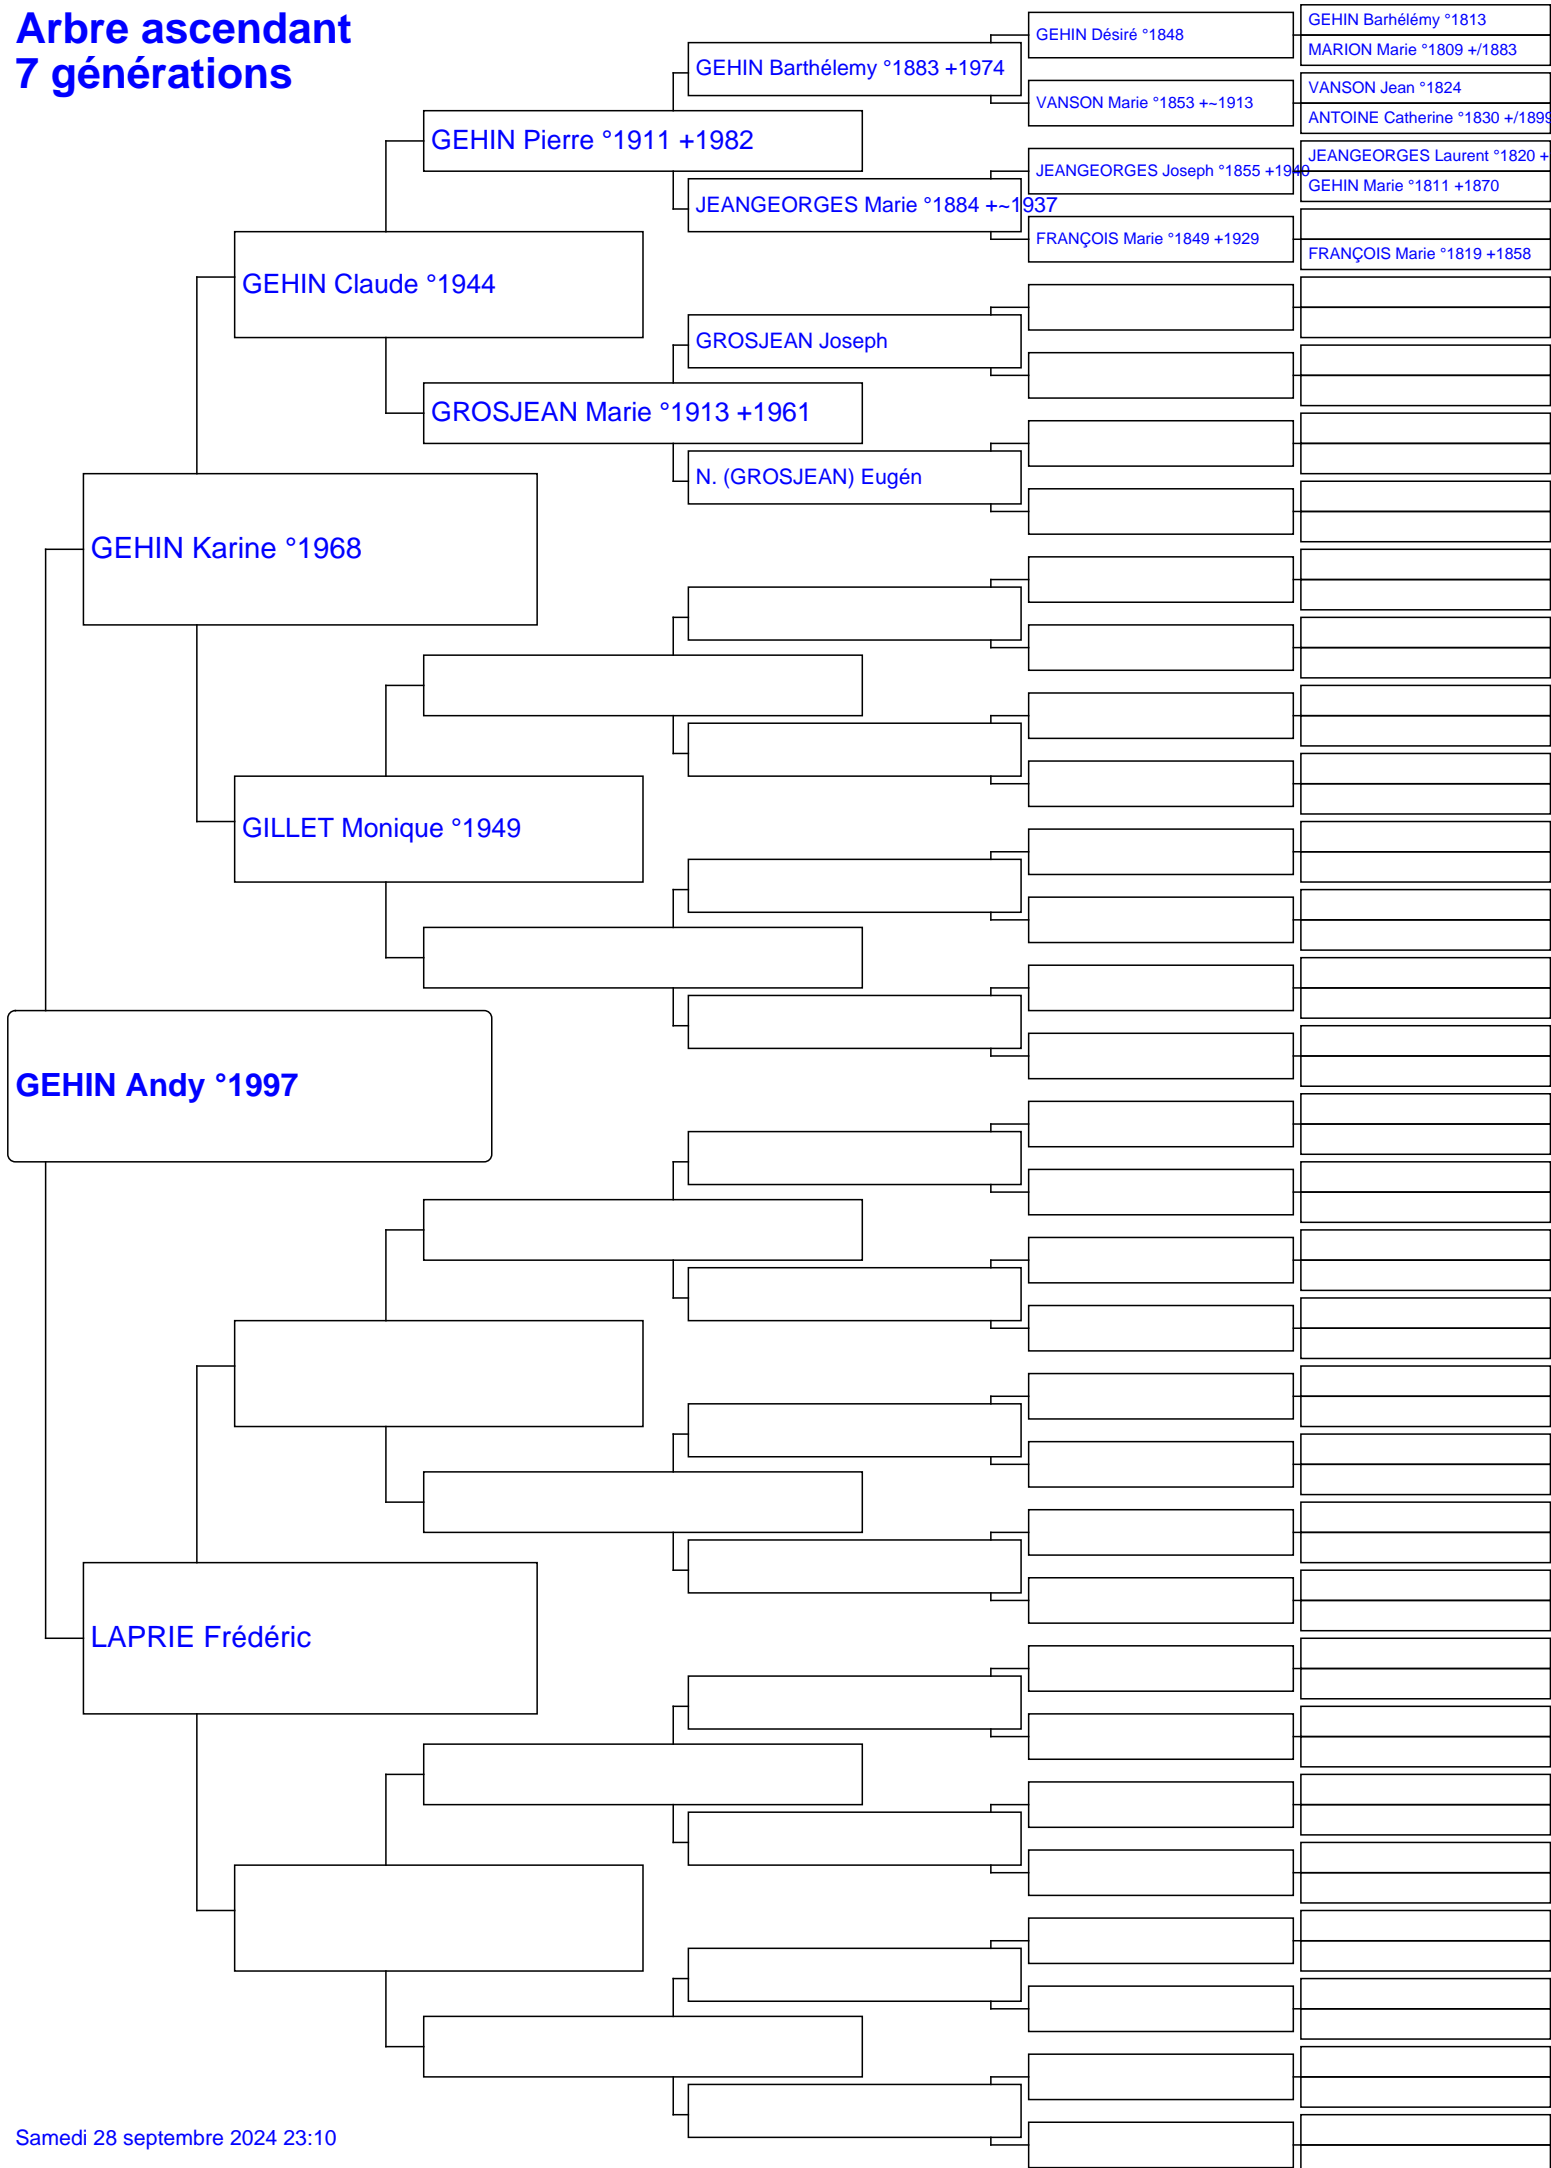 Arbre ascendant
7 générations
GEHIN Barhélémy °1813
GEHIN Désiré °1848
MARION Marie °1809 +/1883
GEHIN Barthélemy °1883 +1974
VANSON Jean °1824
VANSON Marie °1853 +~1913
ANTOINE Catherine °1830 +/1899
GEHIN Pierre °1911 +1982
JEANGEORGES Laurent °1820 +
JEANGEORGES Joseph °1855 +1940
GEHIN Marie °1811 +1870
JEANGEORGES Marie °1884 +~1937
FRANÇOIS Marie °1849 +1929
FRANÇOIS Marie °1819 +1858
GEHIN Claude °1944
GROSJEAN Joseph
GROSJEAN Marie °1913 +1961
N. (GROSJEAN) Eugén
GEHIN Karine °1968
GILLET Monique °1949
GEHIN Andy °1997
LAPRIE Frédéric
Samedi 28 septembre 2024 23:10